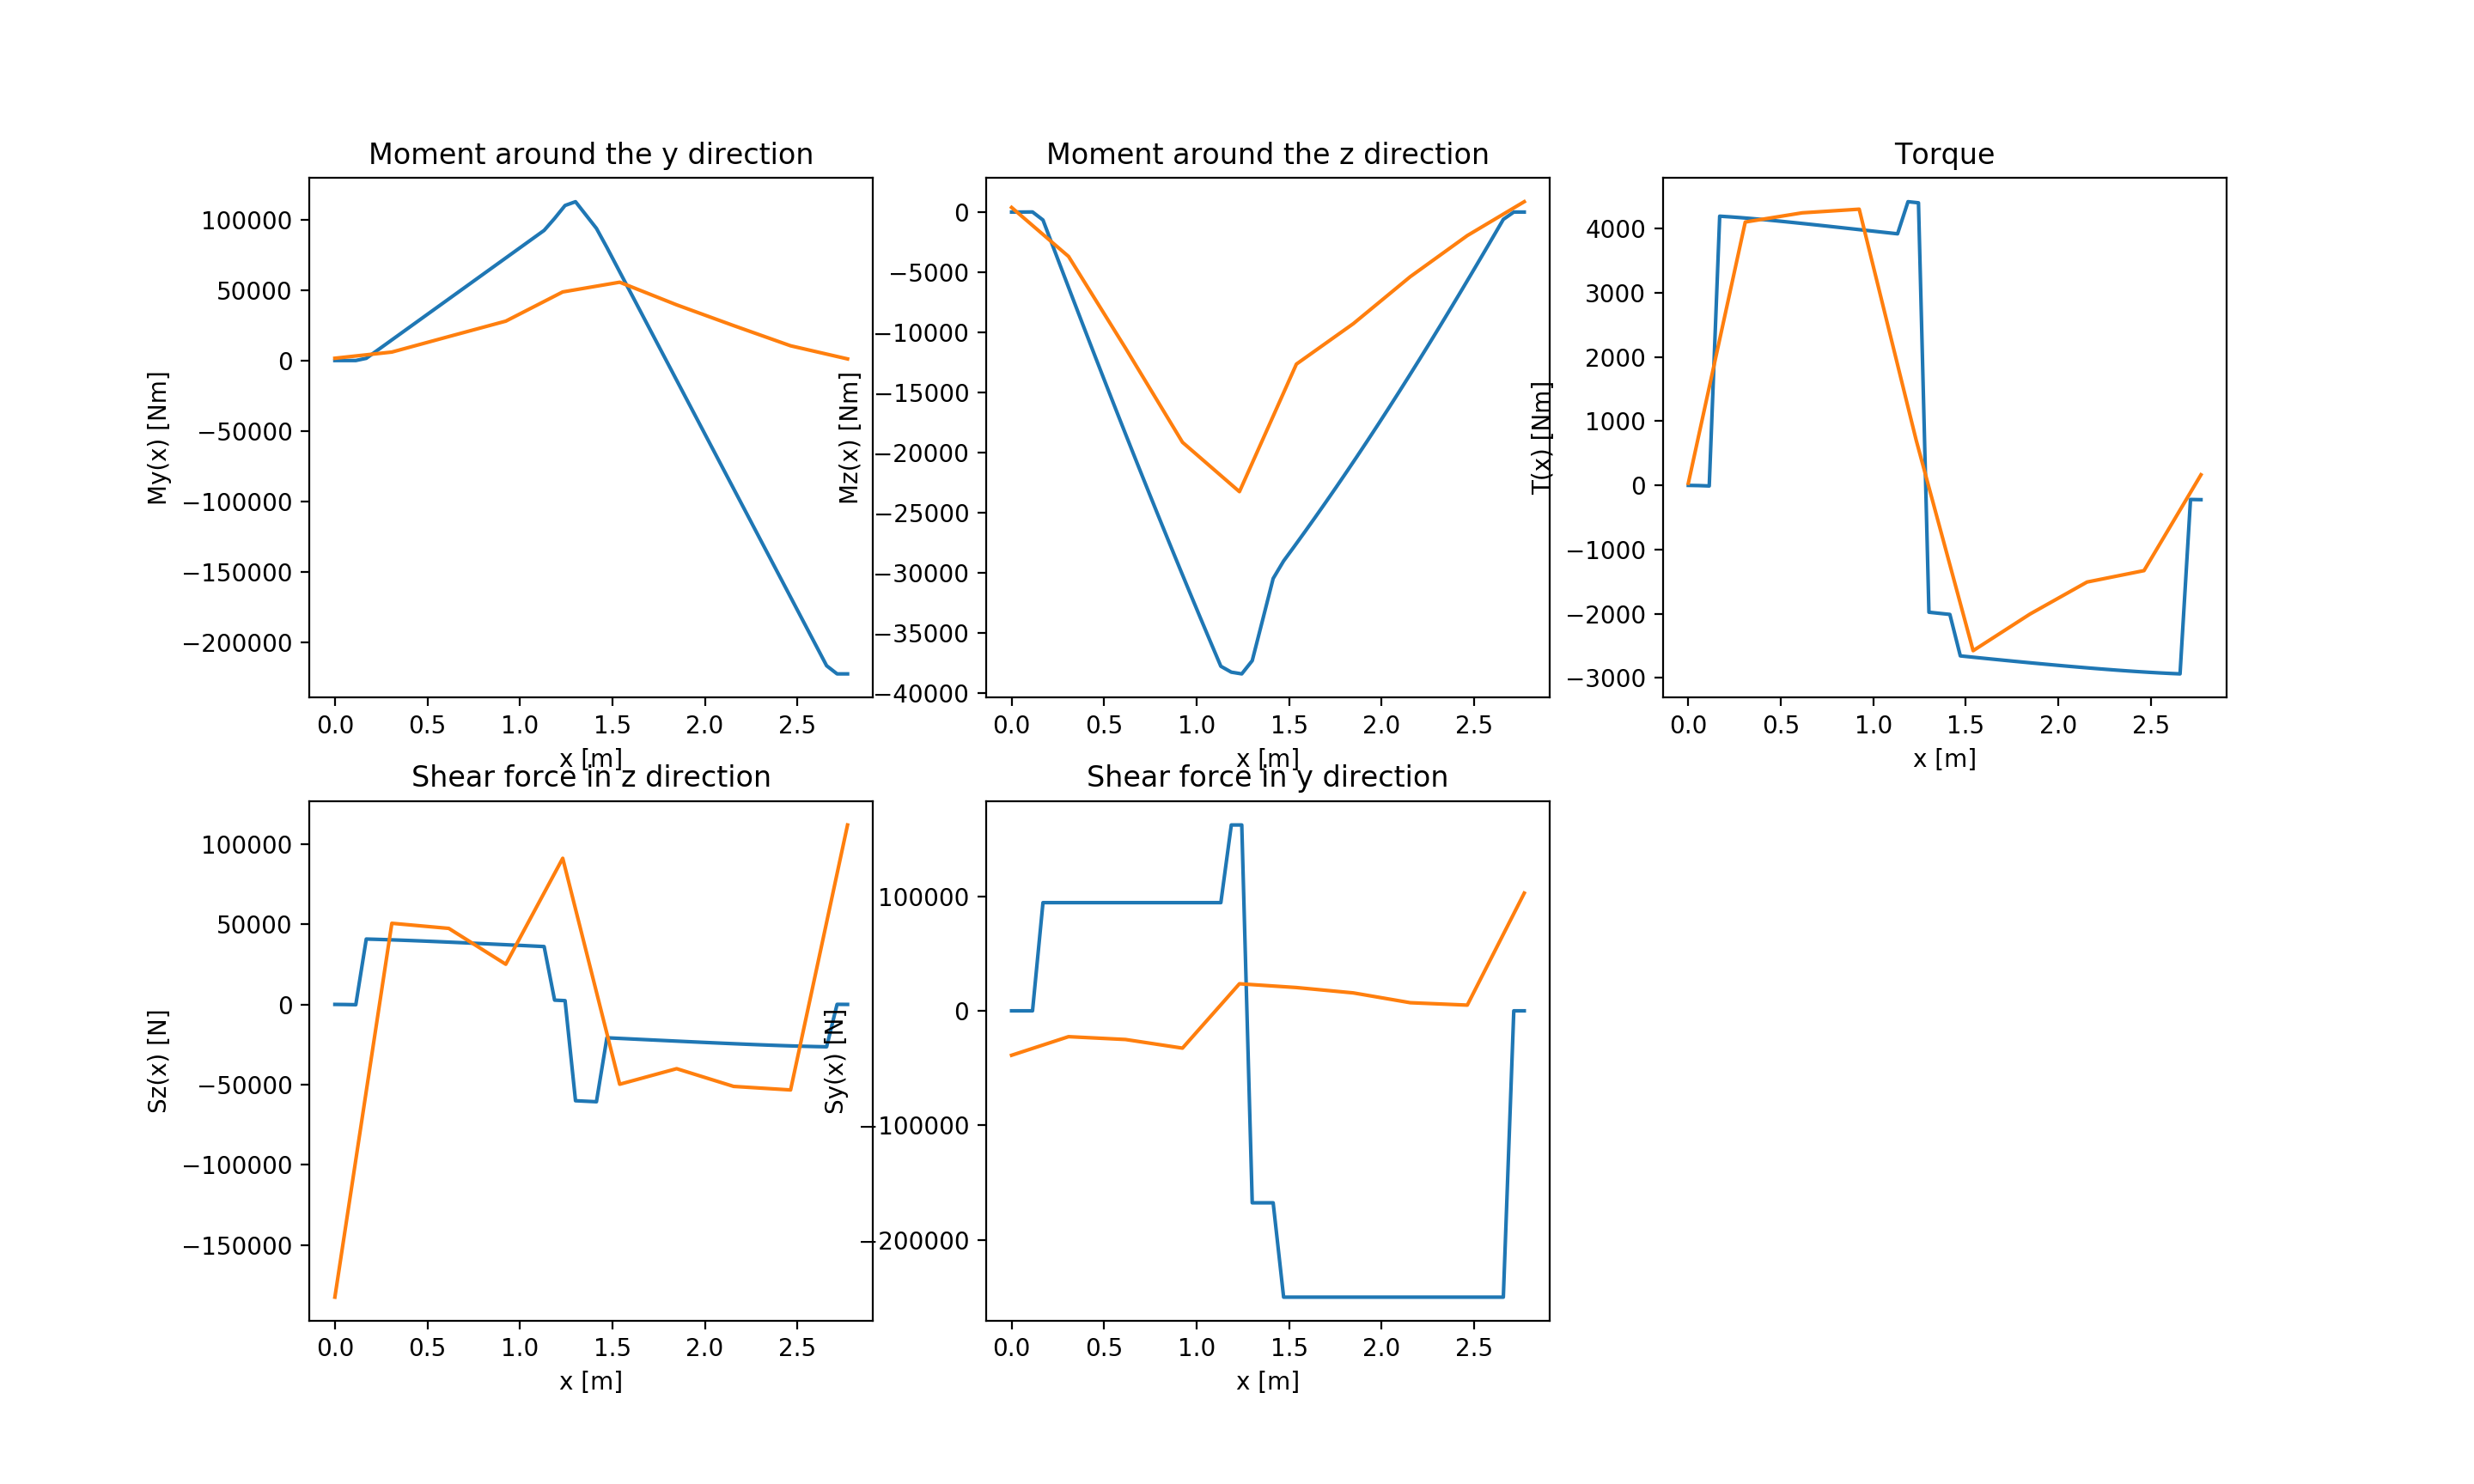 Moment around the y direction
My(x) [Nm]
100000
50000
0
−50000
−100000
−150000
−200000
0.0 0.5 1.0 1.5 2.0 2.5
x [m]
Moment around the z direction
Mz(x) [Nm]
0
−5000
−10000
−15000
−20000
−25000
−30000
−35000
−40000
0.0 0.5 1.0 1.5 2.0 2.5
x [m]
Torque
T(x) [Nm]
4000
3000
2000
1000
0
−1000
−2000
−3000
0.0 0.5 1.0 1.5 2.0 2.5
x [m]
Shear force in z direction
Sz(x) [N]
100000
50000
0
−50000
−100000
−150000
0.0 0.5 1.0 1.5 2.0 2.5
x [m]
Shear force in y direction
Sy(x) [N]
100000
0
−100000
−200000
0.0 0.5 1.0 1.5 2.0 2.5
x [m]